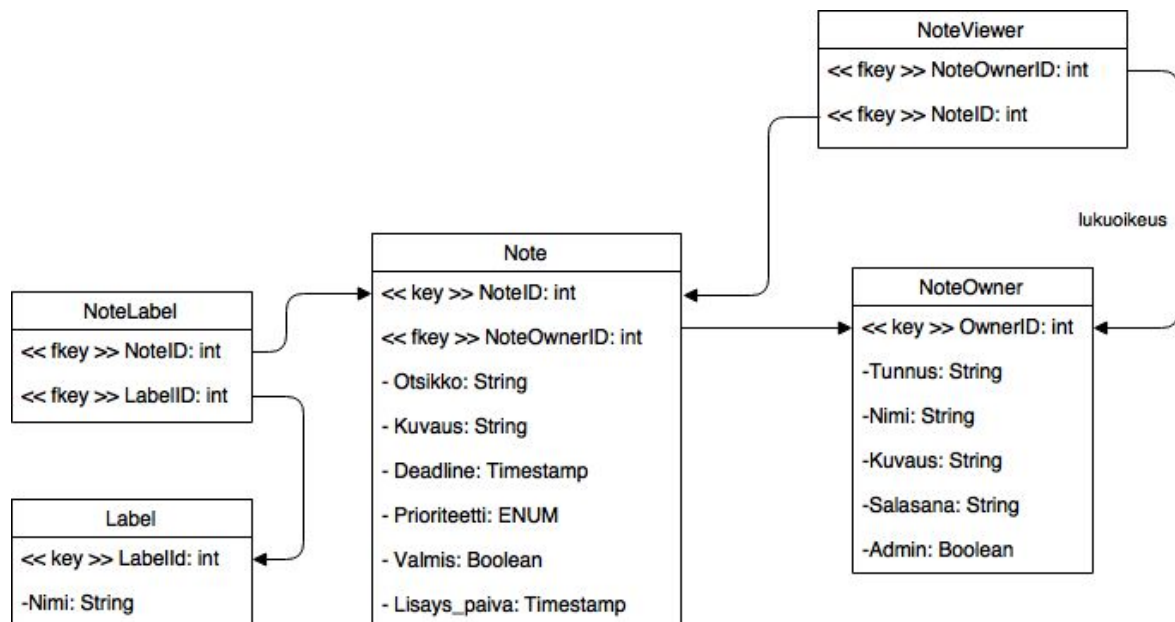 NoteViewer
<< fkey >> NoteOwnerID: int
<< fkey >> NoteID: int
lukuoikeus
Note
<< key >> NoteID: int
<< fkey >> NoteOwnerID: int
- Otsikko: String
- Kuvaus: String
- Deadline: Timestamp
- Prioriteetti: ENUM
- Valmis: Boolean
- Lisays_paiva: Timestamp
NoteOwner
<< key >> OwnerID: int
-Tunnus: String
-Nimi: String
-Kuvaus: String
-Salasana: String
-Admin: Boolean
NoteLabel
<< fkey >> NoteID: int
<< fkey >> LabelID: int
Label
<< key >> LabelId: int
-Nimi: String